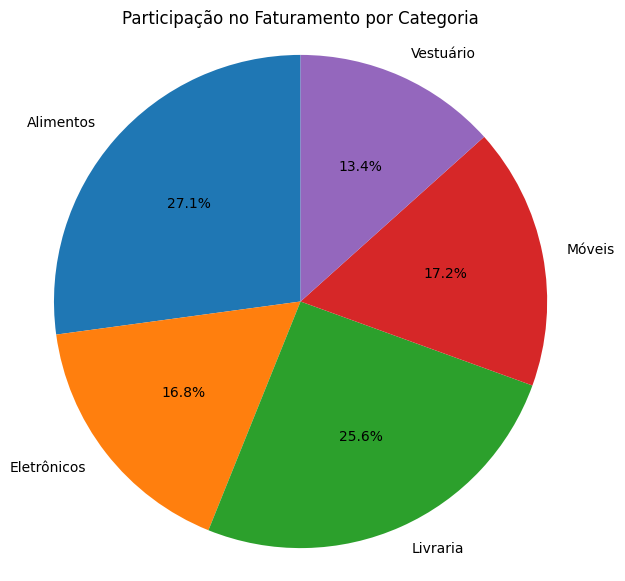 Participação no Faturamento por Categoria
Vestuário
Alimentos
13.4%
27.1%
Móveis
17.2%
16.8%
25.6%
Eletrônicos
Livraria